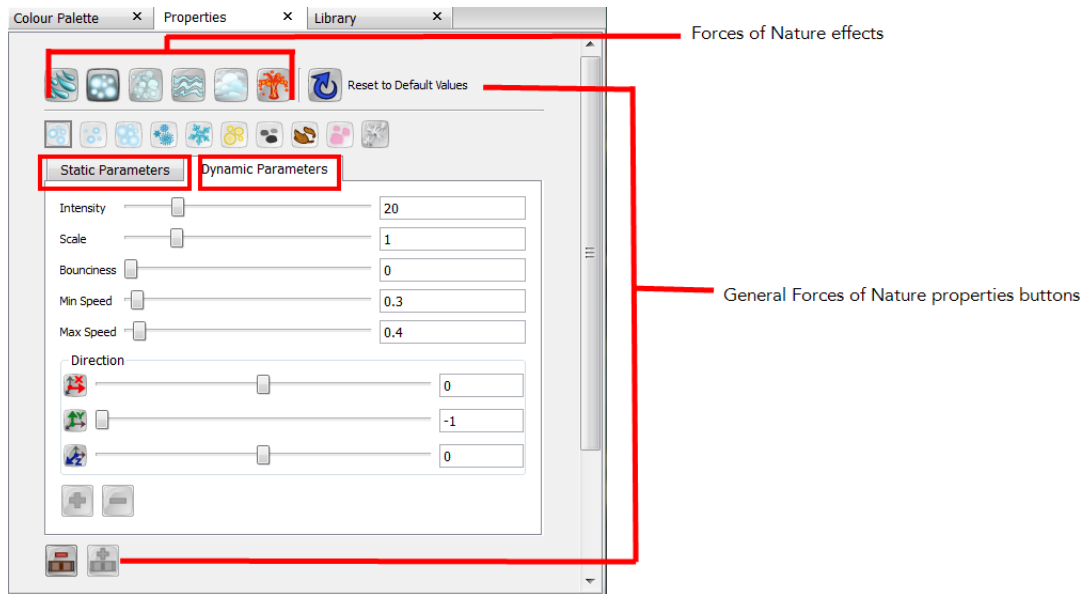 Colour Palette × Properties × Library ×
Forces of Nature effects
Reset to Default Values
Static Parameters Dynamic Parameters
Intensity 20
Scale 1
Bounciness 0
Min Speed 0.3
General Forces of Nature properties buttons
Max Speed 0.4
Direction
X 0
Y -1
Z 0